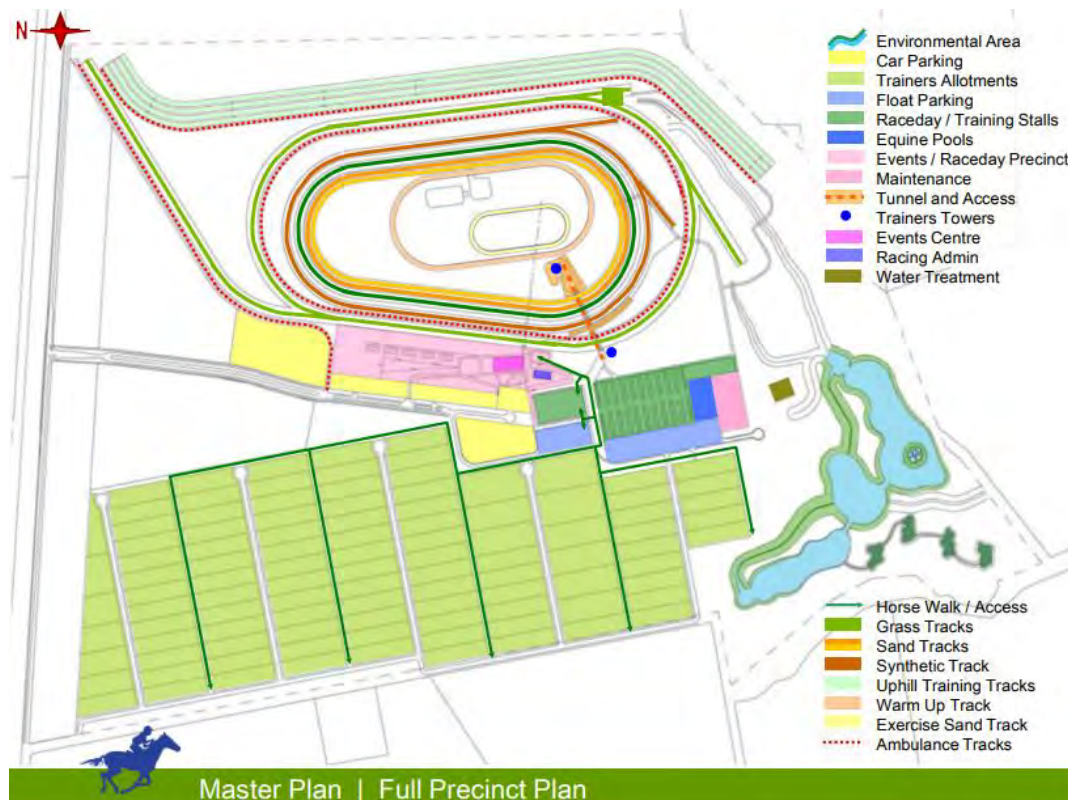 N
Environmental Area
Car Parking
Trainers Allotments
Float Parking
Raceday / Training Stalls
Equine Pools
Events / Raceday Precinct
Maintenance
Tunnel and Access
Trainers Towers
Events Centre
Racing Admin
Water Treatment
Horse Walk / Access
Grass Tracks
Sand Tracks
Synthetic Track
Uphill Training Tracks
Warm Up Track
Exercise Sand Track
Ambulance Tracks
Master Plan | Full Precinct Plan